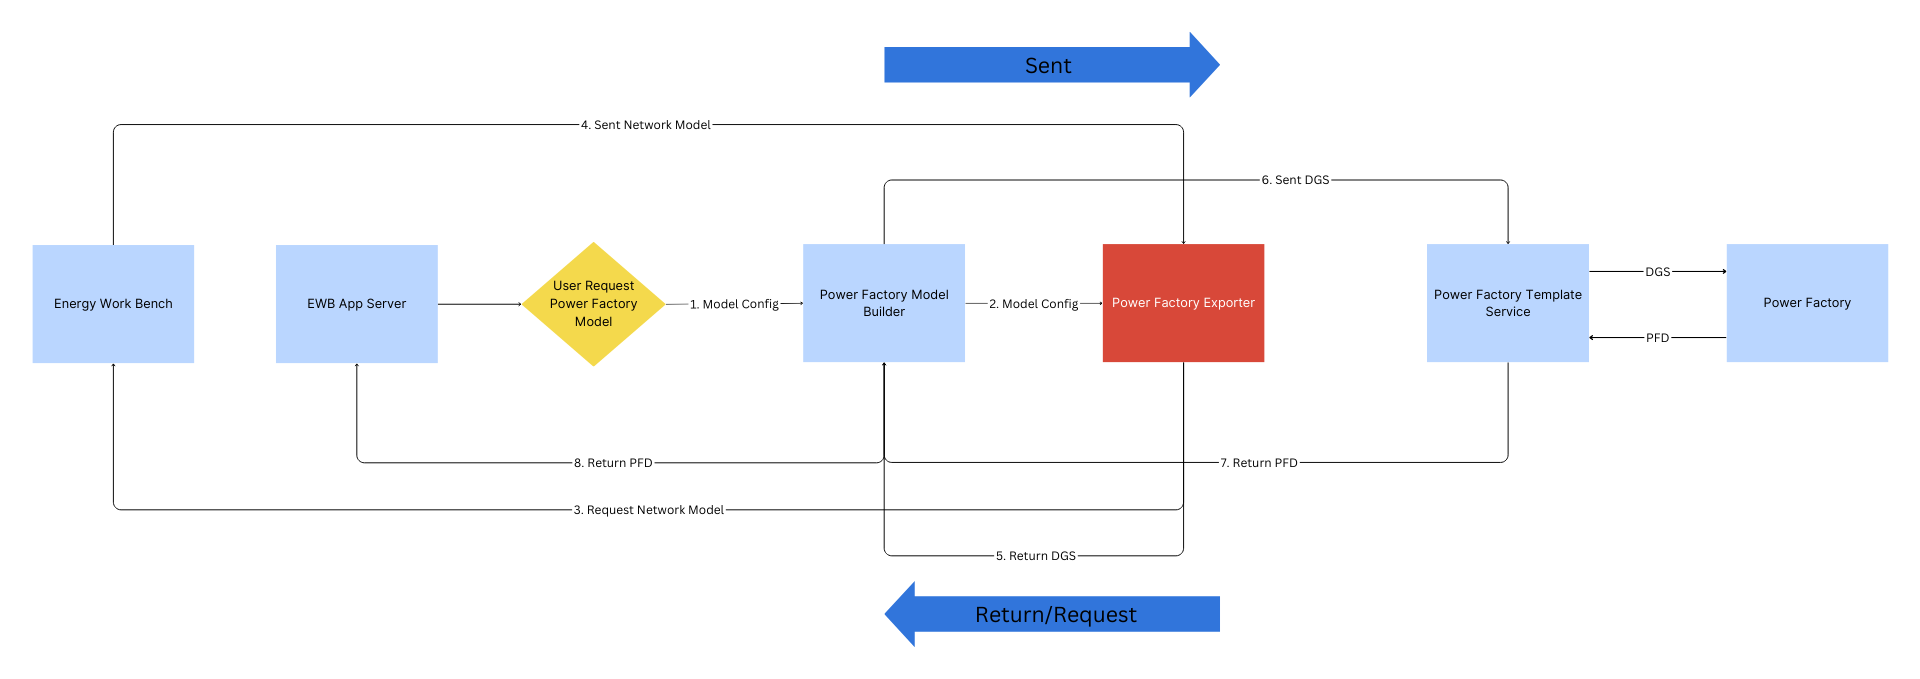 Sent
4. Sent Network Model
6. Sent DGS
Energy Work Bench
EWB App Server
User Request
Power Factory
Model
1. Model Config
Power Factory Model
Builder
2. Model Config
Power Factory Exporter
Power Factory Template
Service
DGS
PFD
Power Factory
8. Return PFD
7. Return PFD
3. Request Network Model
5. Return DGS
Return/Request